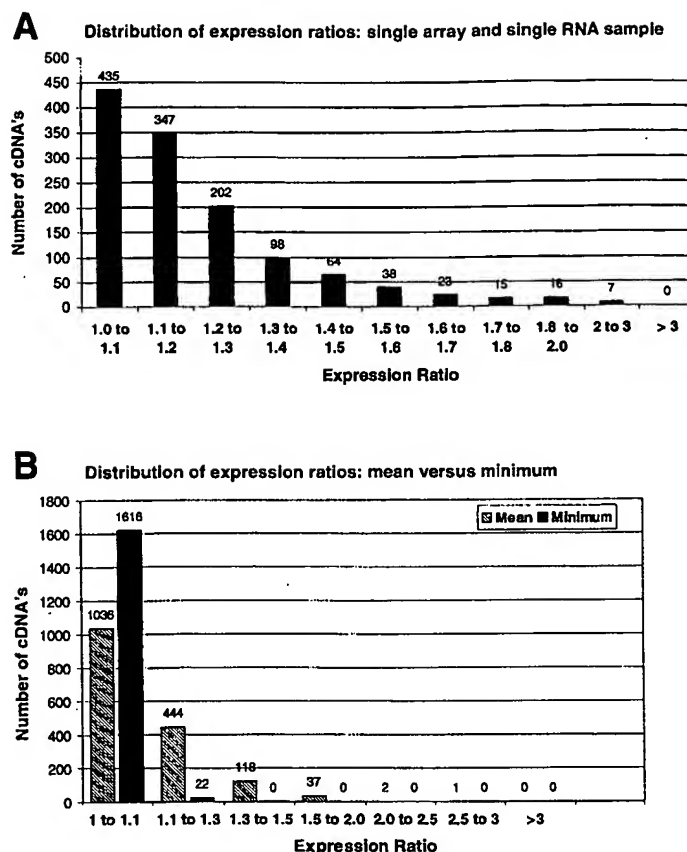 A
Distribution of expression ratios: single array and single RNA sample
Number of cDNA's
500
450
400
350
300
250
200
150
100
50
0
435
347
202
98
64
38
23
15
16
7
0
1.0 to 1.1
1.1 to 1.2
1.2 to 1.3
1.3 to 1.4
1.4 to 1.5
1.5 to 1.6
1.6 to 1.7
1.7 to 1.8
1.8 to 2.0
2 to 3
> 3
Expression Ratio
B
Distribution of expression ratios: mean versus minimum
Number of cDNA's
1800
1600
1400
1200
1000
800
600
400
200
0
Mean
Minimum
1036
1616
444
22
118
0
37
0
2
0
1
0
0
0
1 to 1.1
1.1 to 1.3
1.3 to 1.5
1.5 to 2.0
2.0 to 2.5
2.5 to 3
>3
Expression Ratio